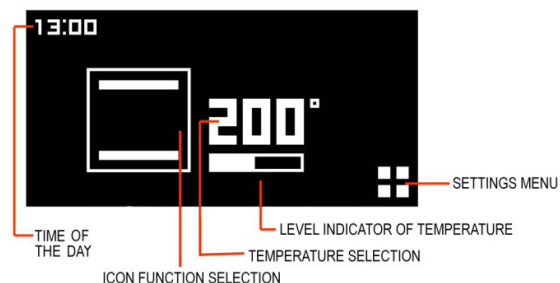 13:00
200°
SETTINGS MENU
LEVEL INDICATOR OF TEMPERATURE
TIME OF
THE DAY
TEMPERATURE SELECTION
ICON FUNCTION SELECTION